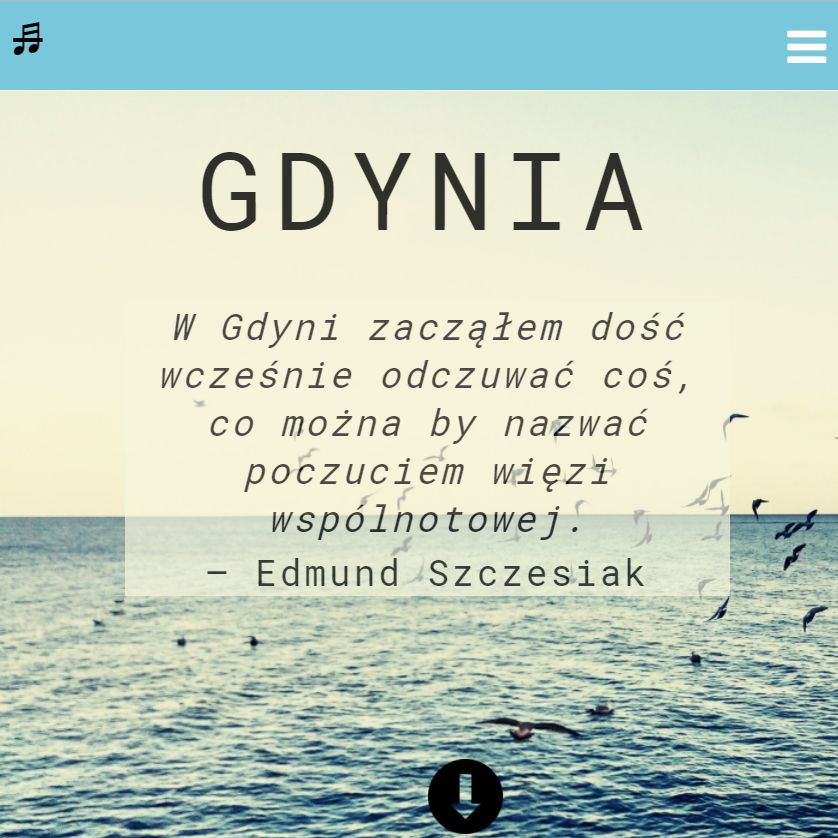 GDYNIA
W Gdyni zacząłem dość
wcześnie odczuwać coś,
co można by nazwać
poczuciem więzi
wspólnotowej.
— Edmund Szczesiak